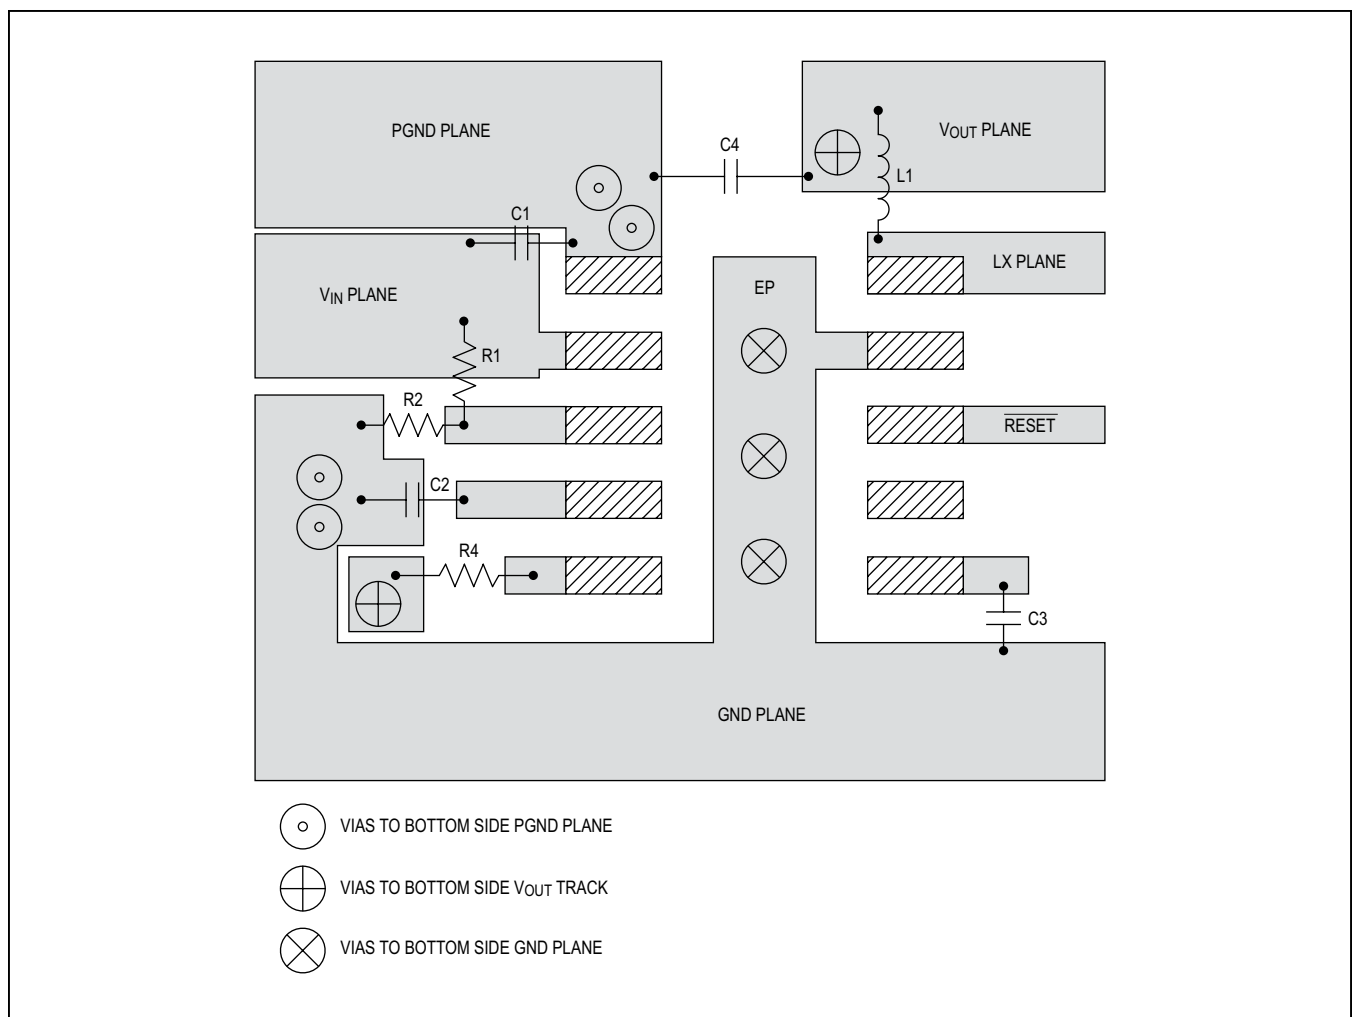 PGND PLANE
VOUT PLANE
C4
L1
C1
LX PLANE
VIN PLANE
EP
R1
R2
RESET
C2
R4
C3
GND PLANE
VIAS TO BOTTOM SIDE PGND PLANE
VIAS TO BOTTOM SIDE VOUT TRACK
VIAS TO BOTTOM SIDE GND PLANE